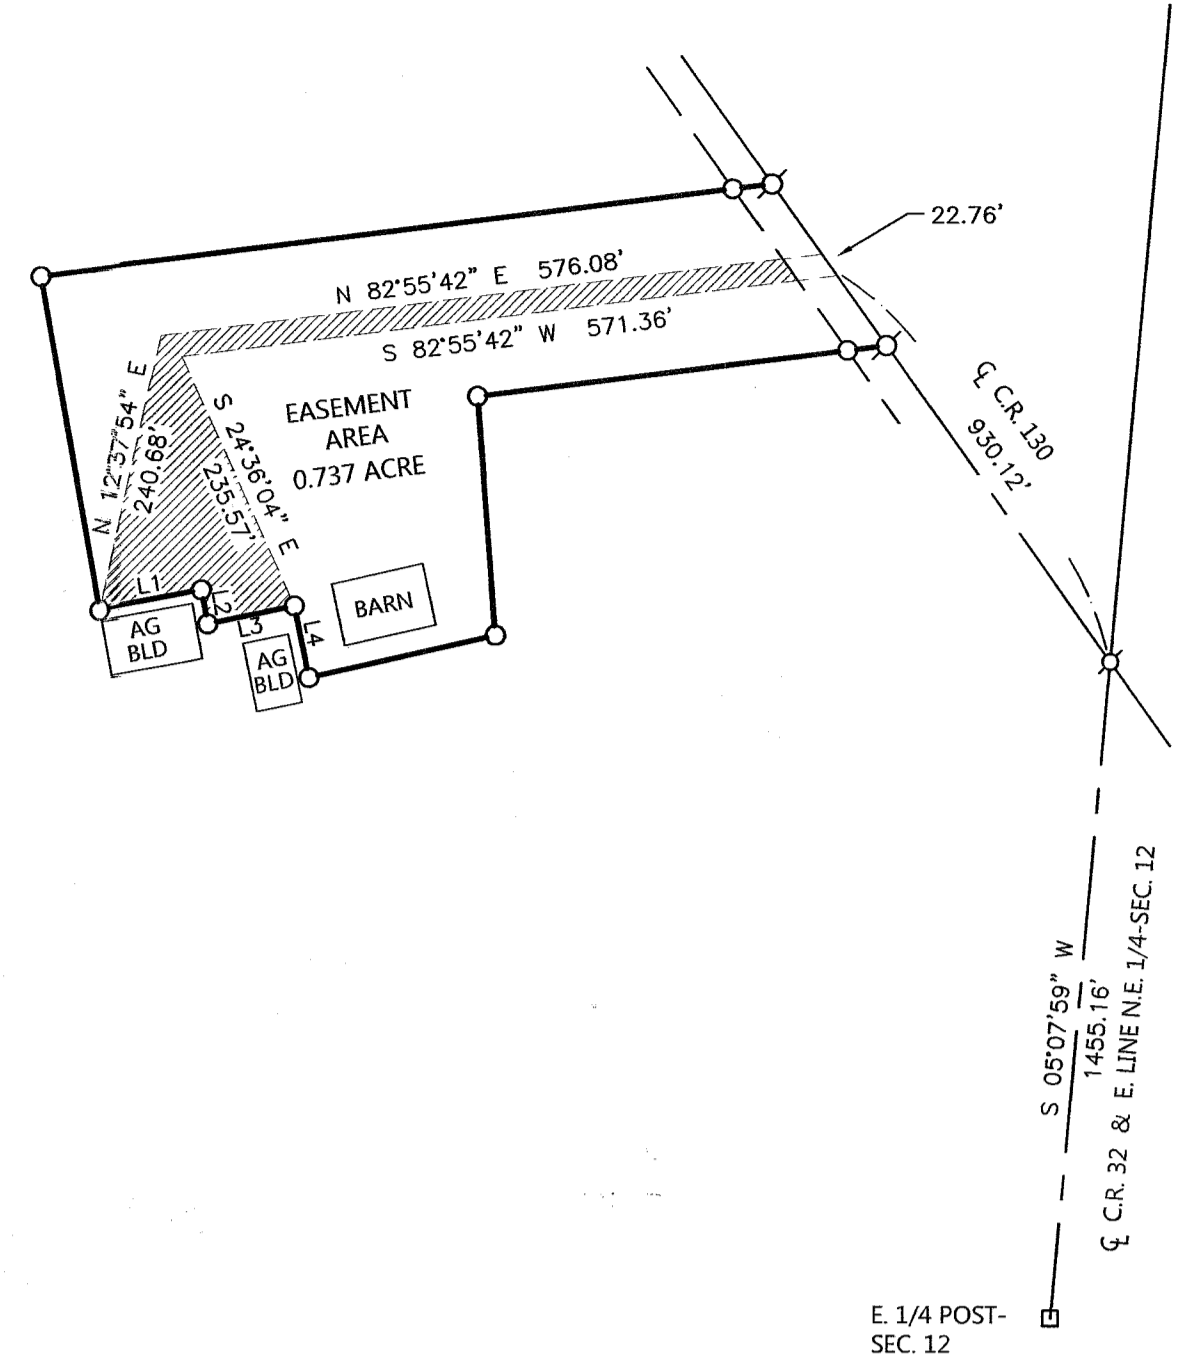 22.76'
N 82°55'42" E 576.08'
S 82°55'42" W 571.36'
N 12°37'54" E
240.68'
S 24°36'04" E
235.57'
EASEMENT
AREA
0.737 ACRE
℄ C.R. 130
930.12'
L1
L2
L3
L4
AG
BLD
AG
BLD
BARN
S 05°07'59" W
1455.16'
℄ C.R. 32 & E. LINE N.E. 1/4-SEC. 12
E. 1/4 POST-
SEC. 12